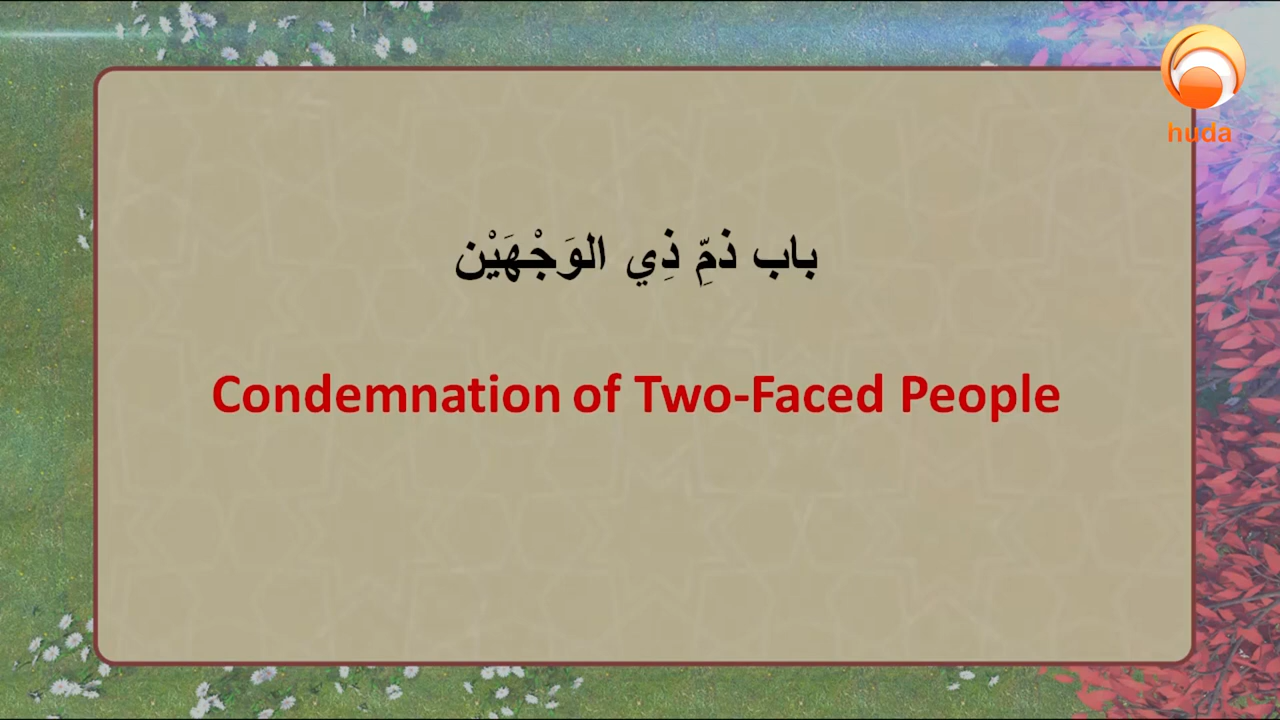 huda
باب ذمِّ ذِي الوَجْهَيْن
Condemnation of Two-Faced People